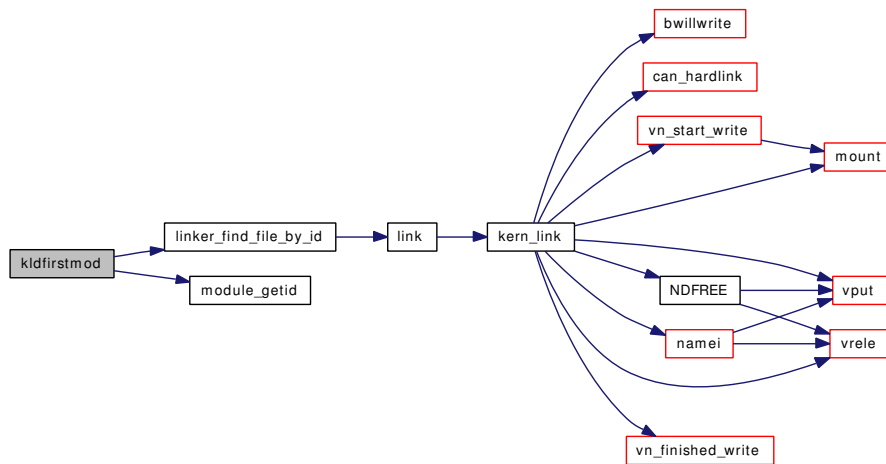 kldfirstmod
linker_find_file_by_id
module_getid
link
kern_link
bwillwrite
can_hardlink
vn_start_write
mount
NDFREE
vput
namei
vrele
vn_finished_write